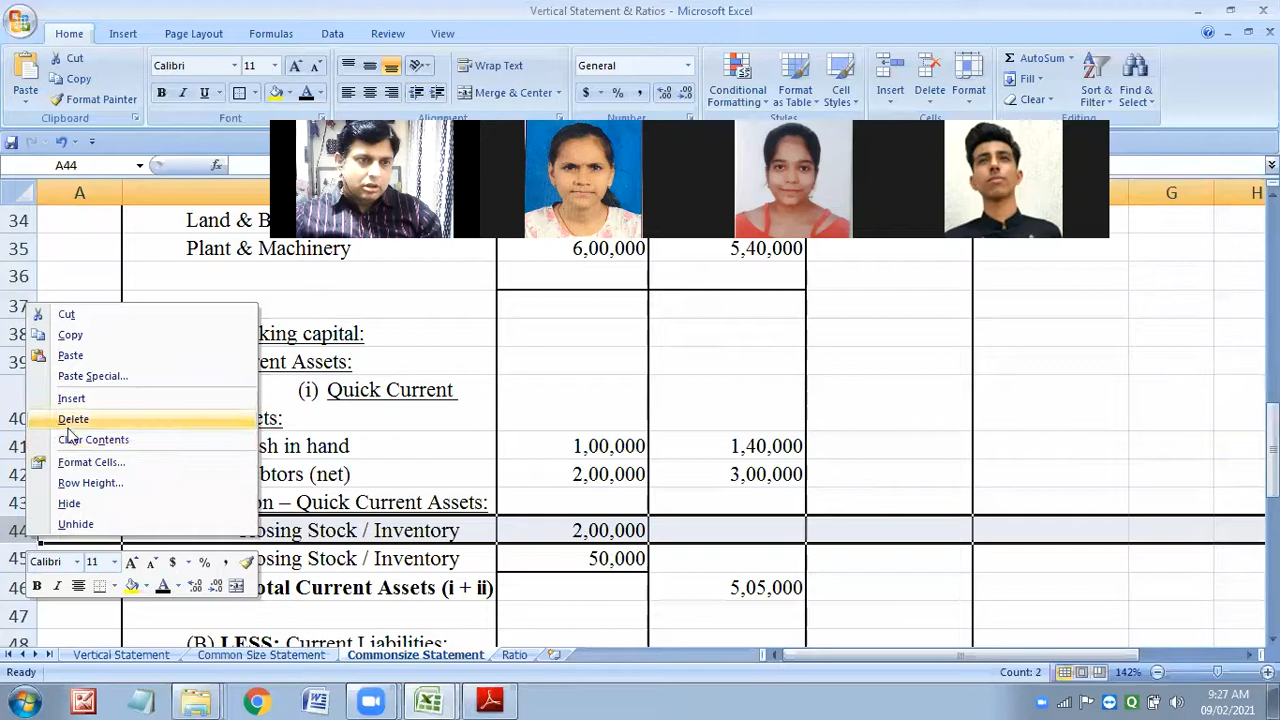 Vertical Statement & Ratios - Microsoft Excel
Home Insert Page Layout Formulas Data Review View
Paste
Cut
Copy
Format Painter
Clipboard
Calibri 11
B I U
Font
Wrap Text
Merge & Center
Alignment
General
$ % ,
Number
Conditional Formatting
Format as Table
Cell Styles
Styles
Insert Delete Format
Cells
AutoSum
Fill
Clear
Sort & Filter
Find & Select
Editing
A44
A G H
34 Land & B
35 Plant & Machinery 6,00,000 5,40,000
36
37
38 king capital:
39 ent Assets:
(i) Quick Current
40 ets:
41 sh in hand 1,00,000 1,40,000
42 btors (net) 2,00,000 3,00,000
43 on – Quick Current Assets:
44 losing Stock / Inventory 2,00,000
45 losing Stock / Inventory 50,000
46 otal Current Assets (i + ii) 5,05,000
47
48 (B) LESS: Current Liabilities:
Cut
Copy
Paste
Paste Special...
Insert
Delete
Clear Contents
Format Cells...
Row Height...
Hide
Unhide
Calibri 11 A A $ % ,
B I A
Vertical Statement Common Size Statement Commonsize Statement Ratio
Ready Count: 2 142%
9:27 AM
09/02/2021